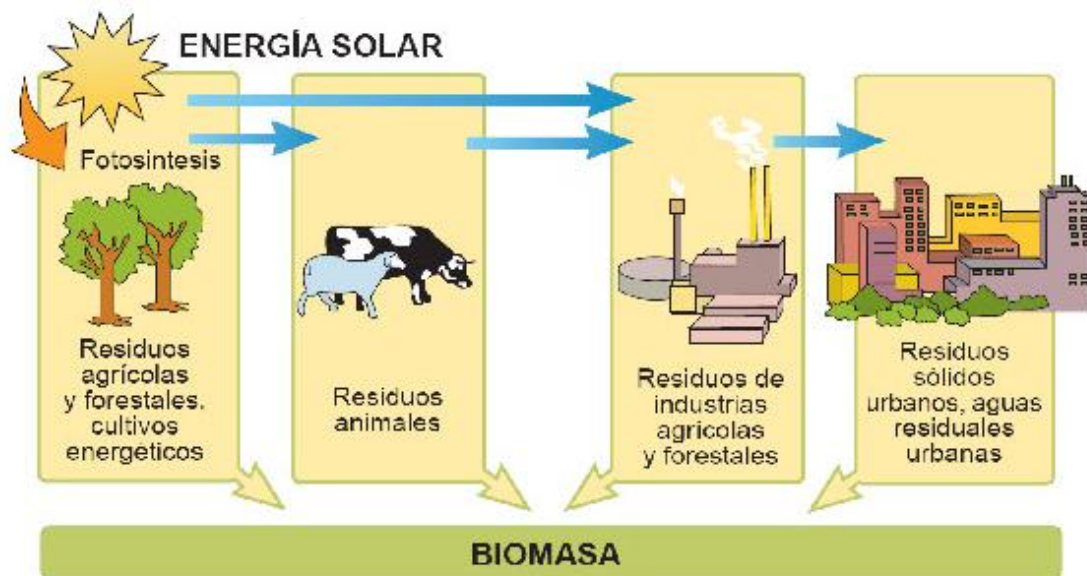 ENERGÍA SOLAR
Fotosintesis
Residuos
agrícolas
y forestales.
cultivos
energéticos
Residuos
animales
Residuos de
industrias
agricolas
y forestales
Residuos
sólidos
urbanos, aguas
residuales
urbanas
BIOMASA